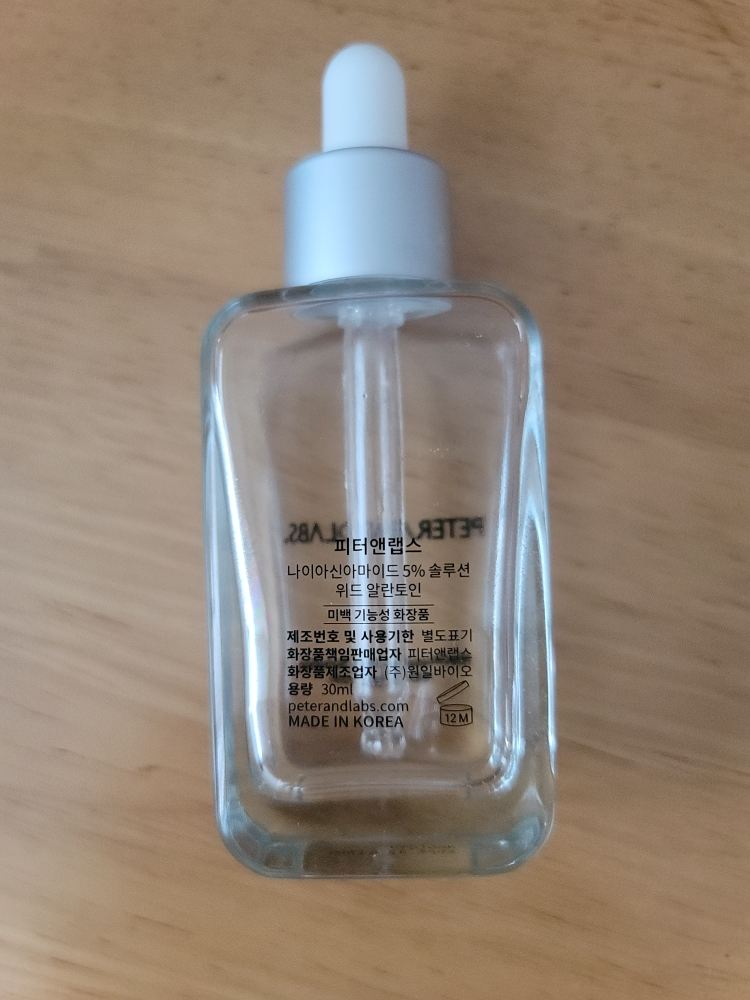 피터앤랩스
나이아신아마이드 5% 솔루션
위드 알란토인
미백 기능성 화장품
제조번호 및 사용기한 별도표기
화장품책임판매업자 피터앤랩스
화장품제조업자 (주)원일바이오
용량 30ml
peterandlabs.com
MADE IN KOREA
12M